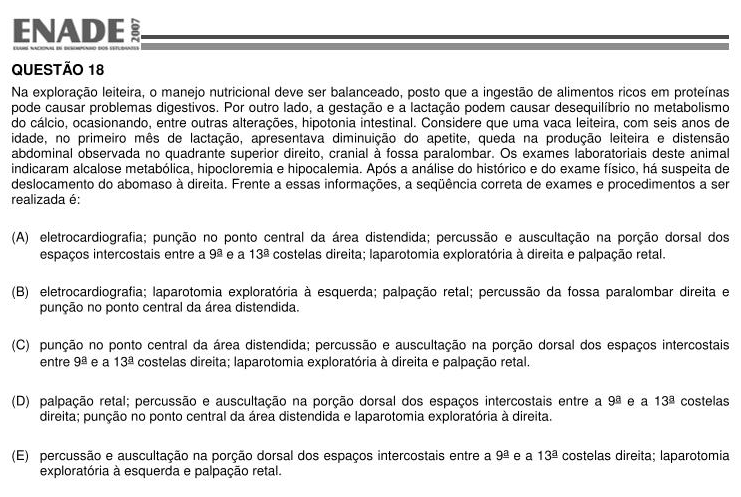 ENADE 2007
EXAME NACIONAL DE DESEMPENHO DOS ESTUDANTES
QUESTÃO 18
Na exploração leiteira, o manejo nutricional deve ser balanceado, posto que a ingestão de alimentos ricos em proteínas
pode causar problemas digestivos. Por outro lado, a gestação e a lactação podem causar desequilíbrio no metabolismo
do cálcio, ocasionando, entre outras alterações, hipotonia intestinal. Considere que uma vaca leiteira, com seis anos de
idade, no primeiro mês de lactação, apresentava diminuição do apetite, queda na produção leiteira e distensão
abdominal observada no quadrante superior direito, cranial à fossa paralombar. Os exames laboratoriais deste animal
indicaram alcalose metabólica, hipocloremia e hipocalemia. Após a análise do histórico e do exame físico, há suspeita de
deslocamento do abomaso à direita. Frente a essas informações, a seqüência correta de exames e procedimentos a ser
realizada é:
(A) eletrocardiografia; punção no ponto central da área distendida; percussão e auscultação na porção dorsal dos
espaços intercostais entre a 9ª e a 13ª costelas direita; laparotomia exploratória à direita e palpação retal.
(B) eletrocardiografia; laparotomia exploratória à esquerda; palpação retal; percussão da fossa paralombar direita e
punção no ponto central da área distendida.
(C) punção no ponto central da área distendida; percussão e auscultação na porção dorsal dos espaços intercostais
entre 9ª e a 13ª costelas direita; laparotomia exploratória à direita e palpação retal.
(D) palpação retal; percussão e auscultação na porção dorsal dos espaços intercostais entre a 9ª e a 13ª costelas
direita; punção no ponto central da área distendida e laparotomia exploratória à direita.
(E) percussão e auscultação na porção dorsal dos espaços intercostais entre a 9ª e a 13ª costelas direita; laparotomia
exploratória à esquerda e palpação retal.